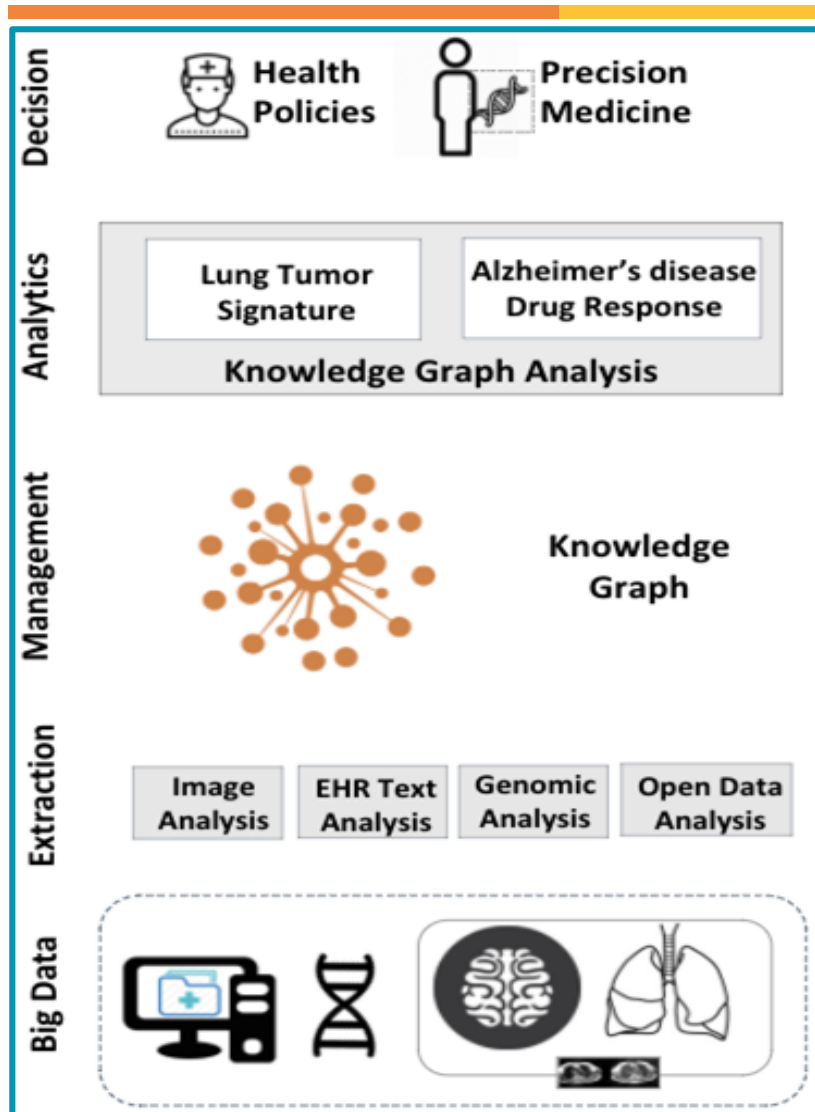 Decision
Health
Policies
Precision
Medicine
Analytics
Lung Tumor
Signature
Alzheimer's disease
Drug Response
Knowledge Graph Analysis
Management
Knowledge
Graph
Extraction
Image
Analysis
EHR Text
Analysis
Genomic
Analysis
Open Data
Analysis
Big Data